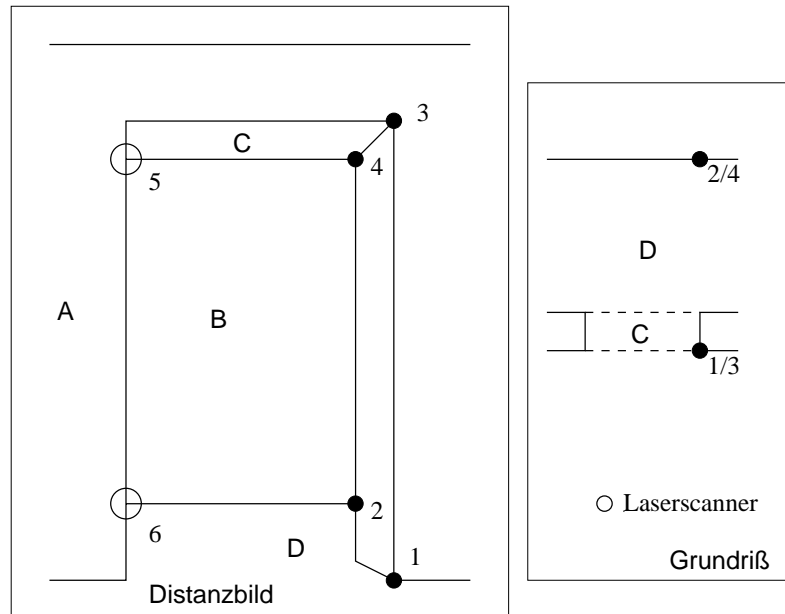 3
C
4
5
A
B
2
6
D
1
Distanzbild
2/4
D
C
1/3
Laserscanner
Grundriß